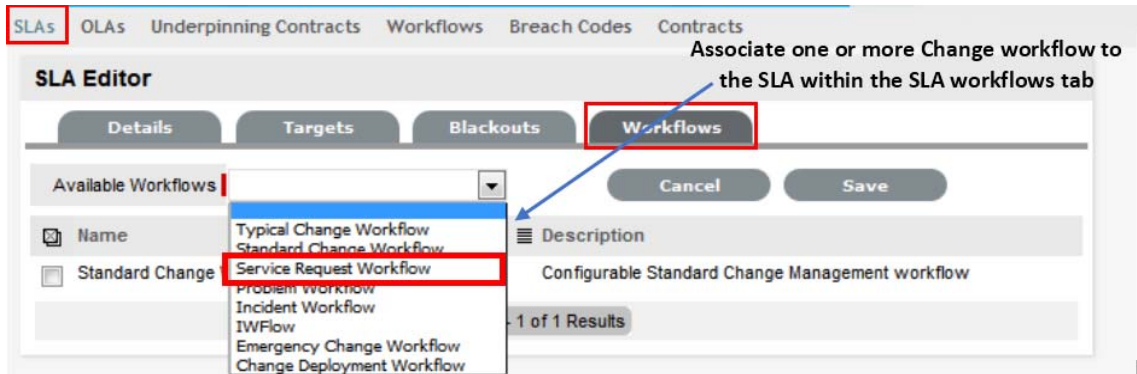 SLAs OLAs Underpinning Contracts Workflows Breach Codes Contracts
Associate one or more Change workflow to
the SLA within the SLA workflows tab
SLA Editor
Details Targets Blackouts Workflows
Available Workflows Cancel Save
Name Description
Typical Change Workflow
Standard Change Workflow
Standard Change Configurable Standard Change Management workflow
Service Request Workflow
Problem Workflow
Incident Workflow
IWFlow
1 of 1 Results
Emergency Change Workflow
Change Deployment Workflow